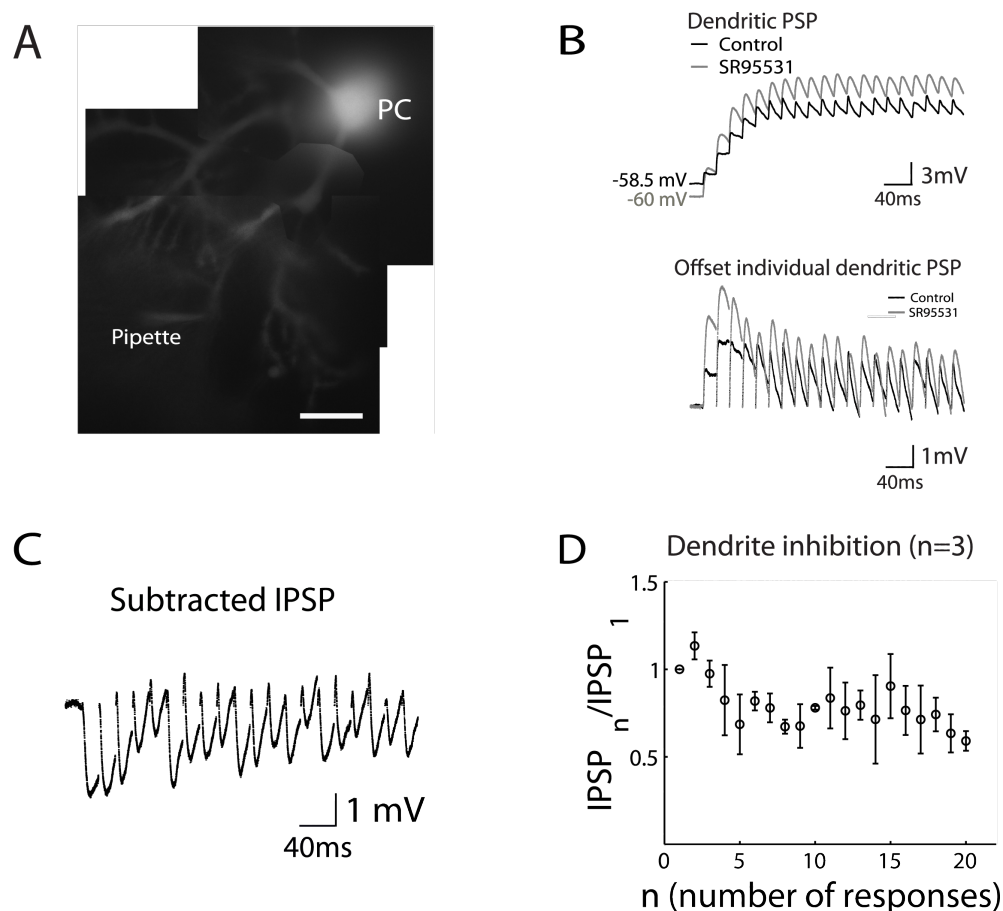 A
PC
Pipette
B
Dendritic PSP
Control
SR95531
-58.5 mV
-60 mV
3mV
40ms
Offset individual dendritic PSP
Control
SR95531
1mV
40ms
C
Subtracted IPSP
1 mV
40ms
D
Dendrite inhibition (n=3)
IPSP n/IPSP 1
1.5
1
0.5
0 5 10 15 20
n (number of responses)